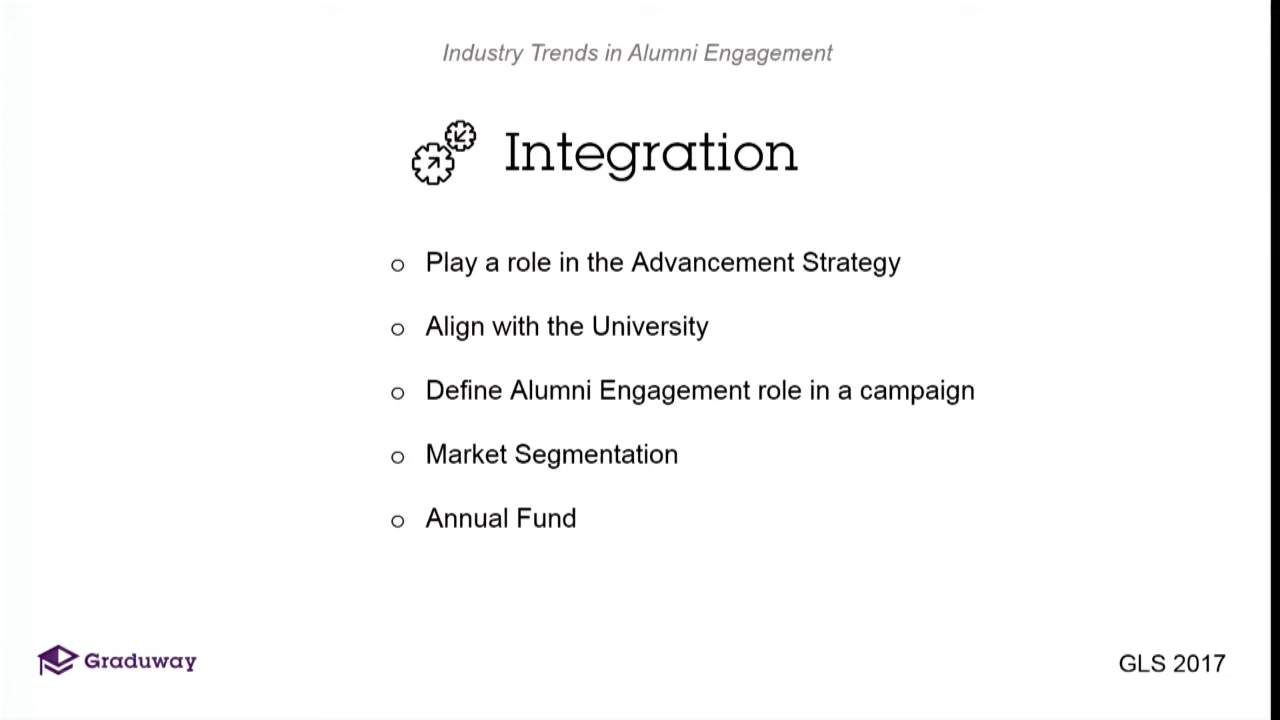 Industry Trends in Alumni Engagement
Integration
Play a role in the Advancement Strategy
Align with the University
Define Alumni Engagement role in a campaign
Market Segmentation
Annual Fund
Graduway
GLS 2017